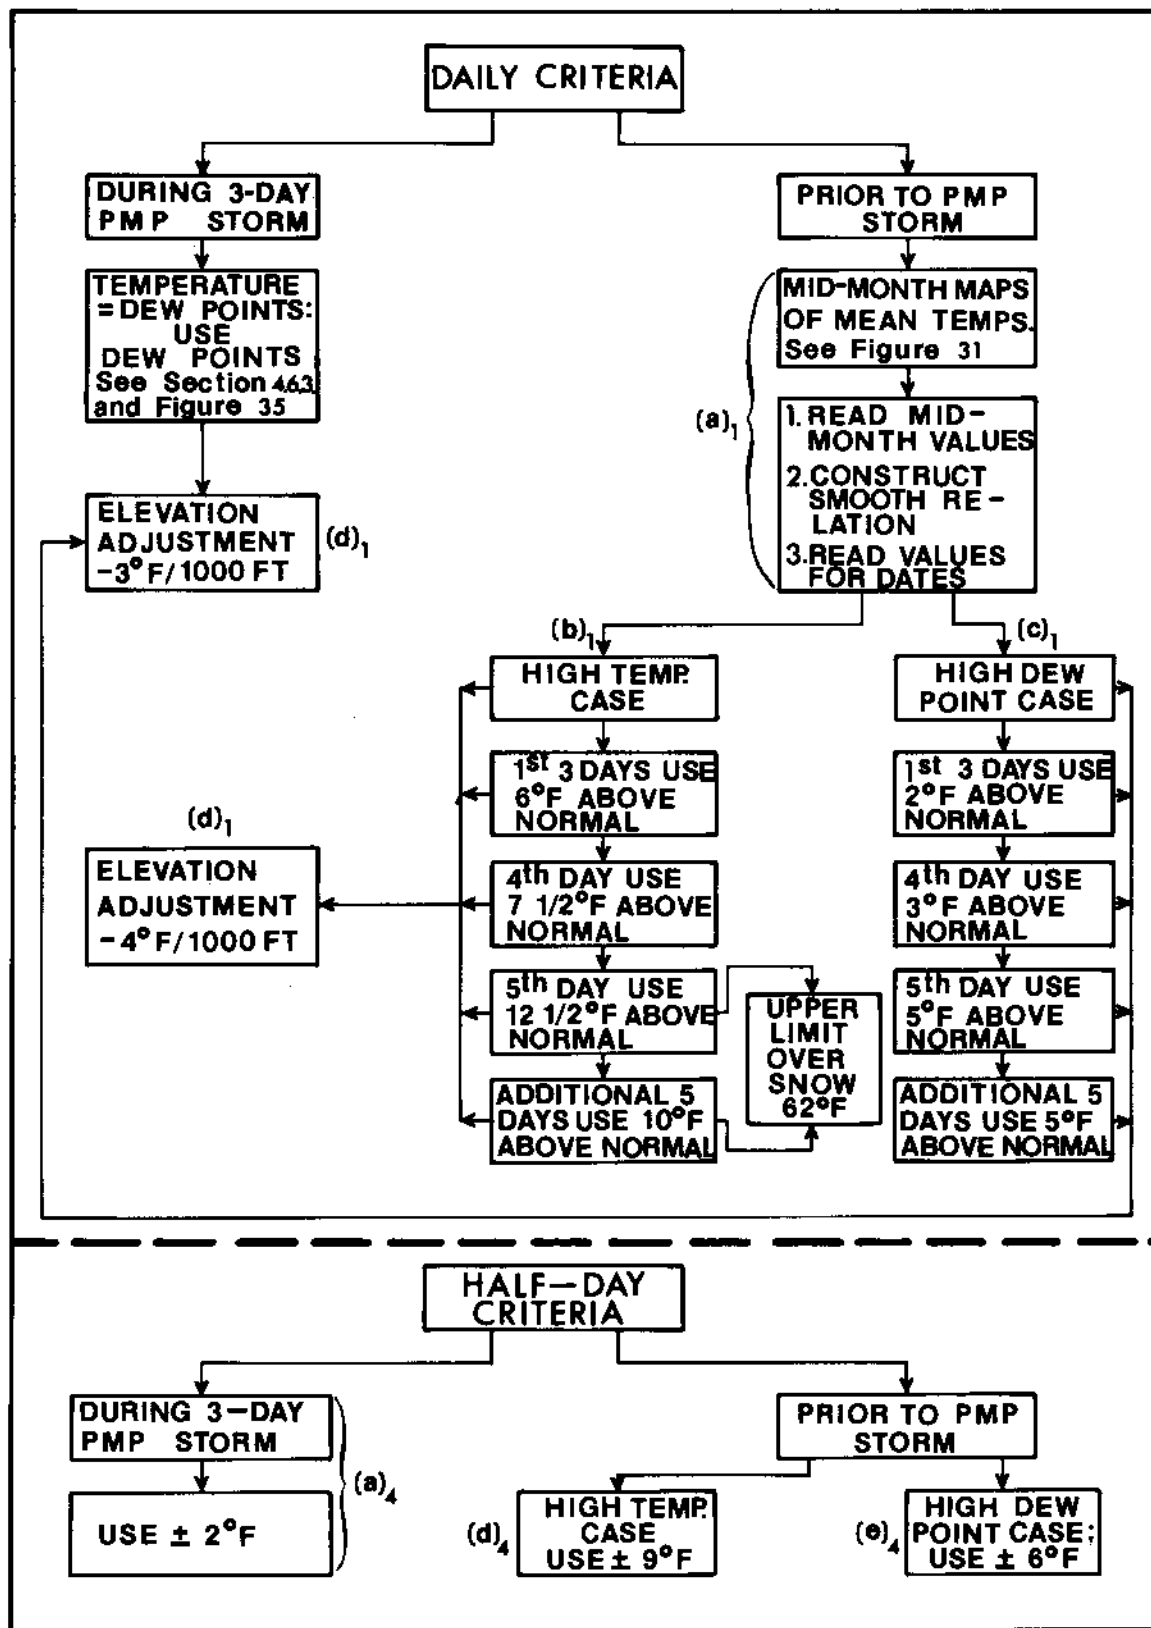 DAILY CRITERIA
DURING 3-DAY
PMP STORM
TEMPERATURE
= DEW POINTS:
USE
DEW POINTS
See Section 4.6.3
and Figure 35
ELEVATION
ADJUSTMENT
-3°F/1000 FT
(d)1
PRIOR TO PMP
STORM
MID-MONTH MAPS
OF MEAN TEMPS.
See Figure 31
(a)1
1. READ MID-
MONTH VALUES
2. CONSTRUCT
SMOOTH RE-
LATION
3. READ VALUES
FOR DATES
(b)1
HIGH TEMP.
CASE
1st 3 DAYS USE
6°F ABOVE
NORMAL
4th DAY USE
7 1/2°F ABOVE
NORMAL
5th DAY USE
12 1/2°F ABOVE
NORMAL
ADDITIONAL 5
DAYS USE 10°F
ABOVE NORMAL
(d)1
ELEVATION
ADJUSTMENT
-4°F/1000 FT
UPPER
LIMIT
OVER
SNOW
62°F
(c)1
HIGH DEW
POINT CASE
1st 3 DAYS USE
2°F ABOVE
NORMAL
4th DAY USE
3°F ABOVE
NORMAL
5th DAY USE
5°F ABOVE
NORMAL
ADDITIONAL 5
DAYS USE 5°F
ABOVE NORMAL
HALF-DAY
CRITERIA
DURING 3-DAY
PMP STORM
USE ± 2°F
(a)4
PRIOR TO PMP
STORM
(d)4
HIGH TEMP.
CASE
USE ± 9°F
(e)4
HIGH DEW
POINT CASE:
USE ± 6°F